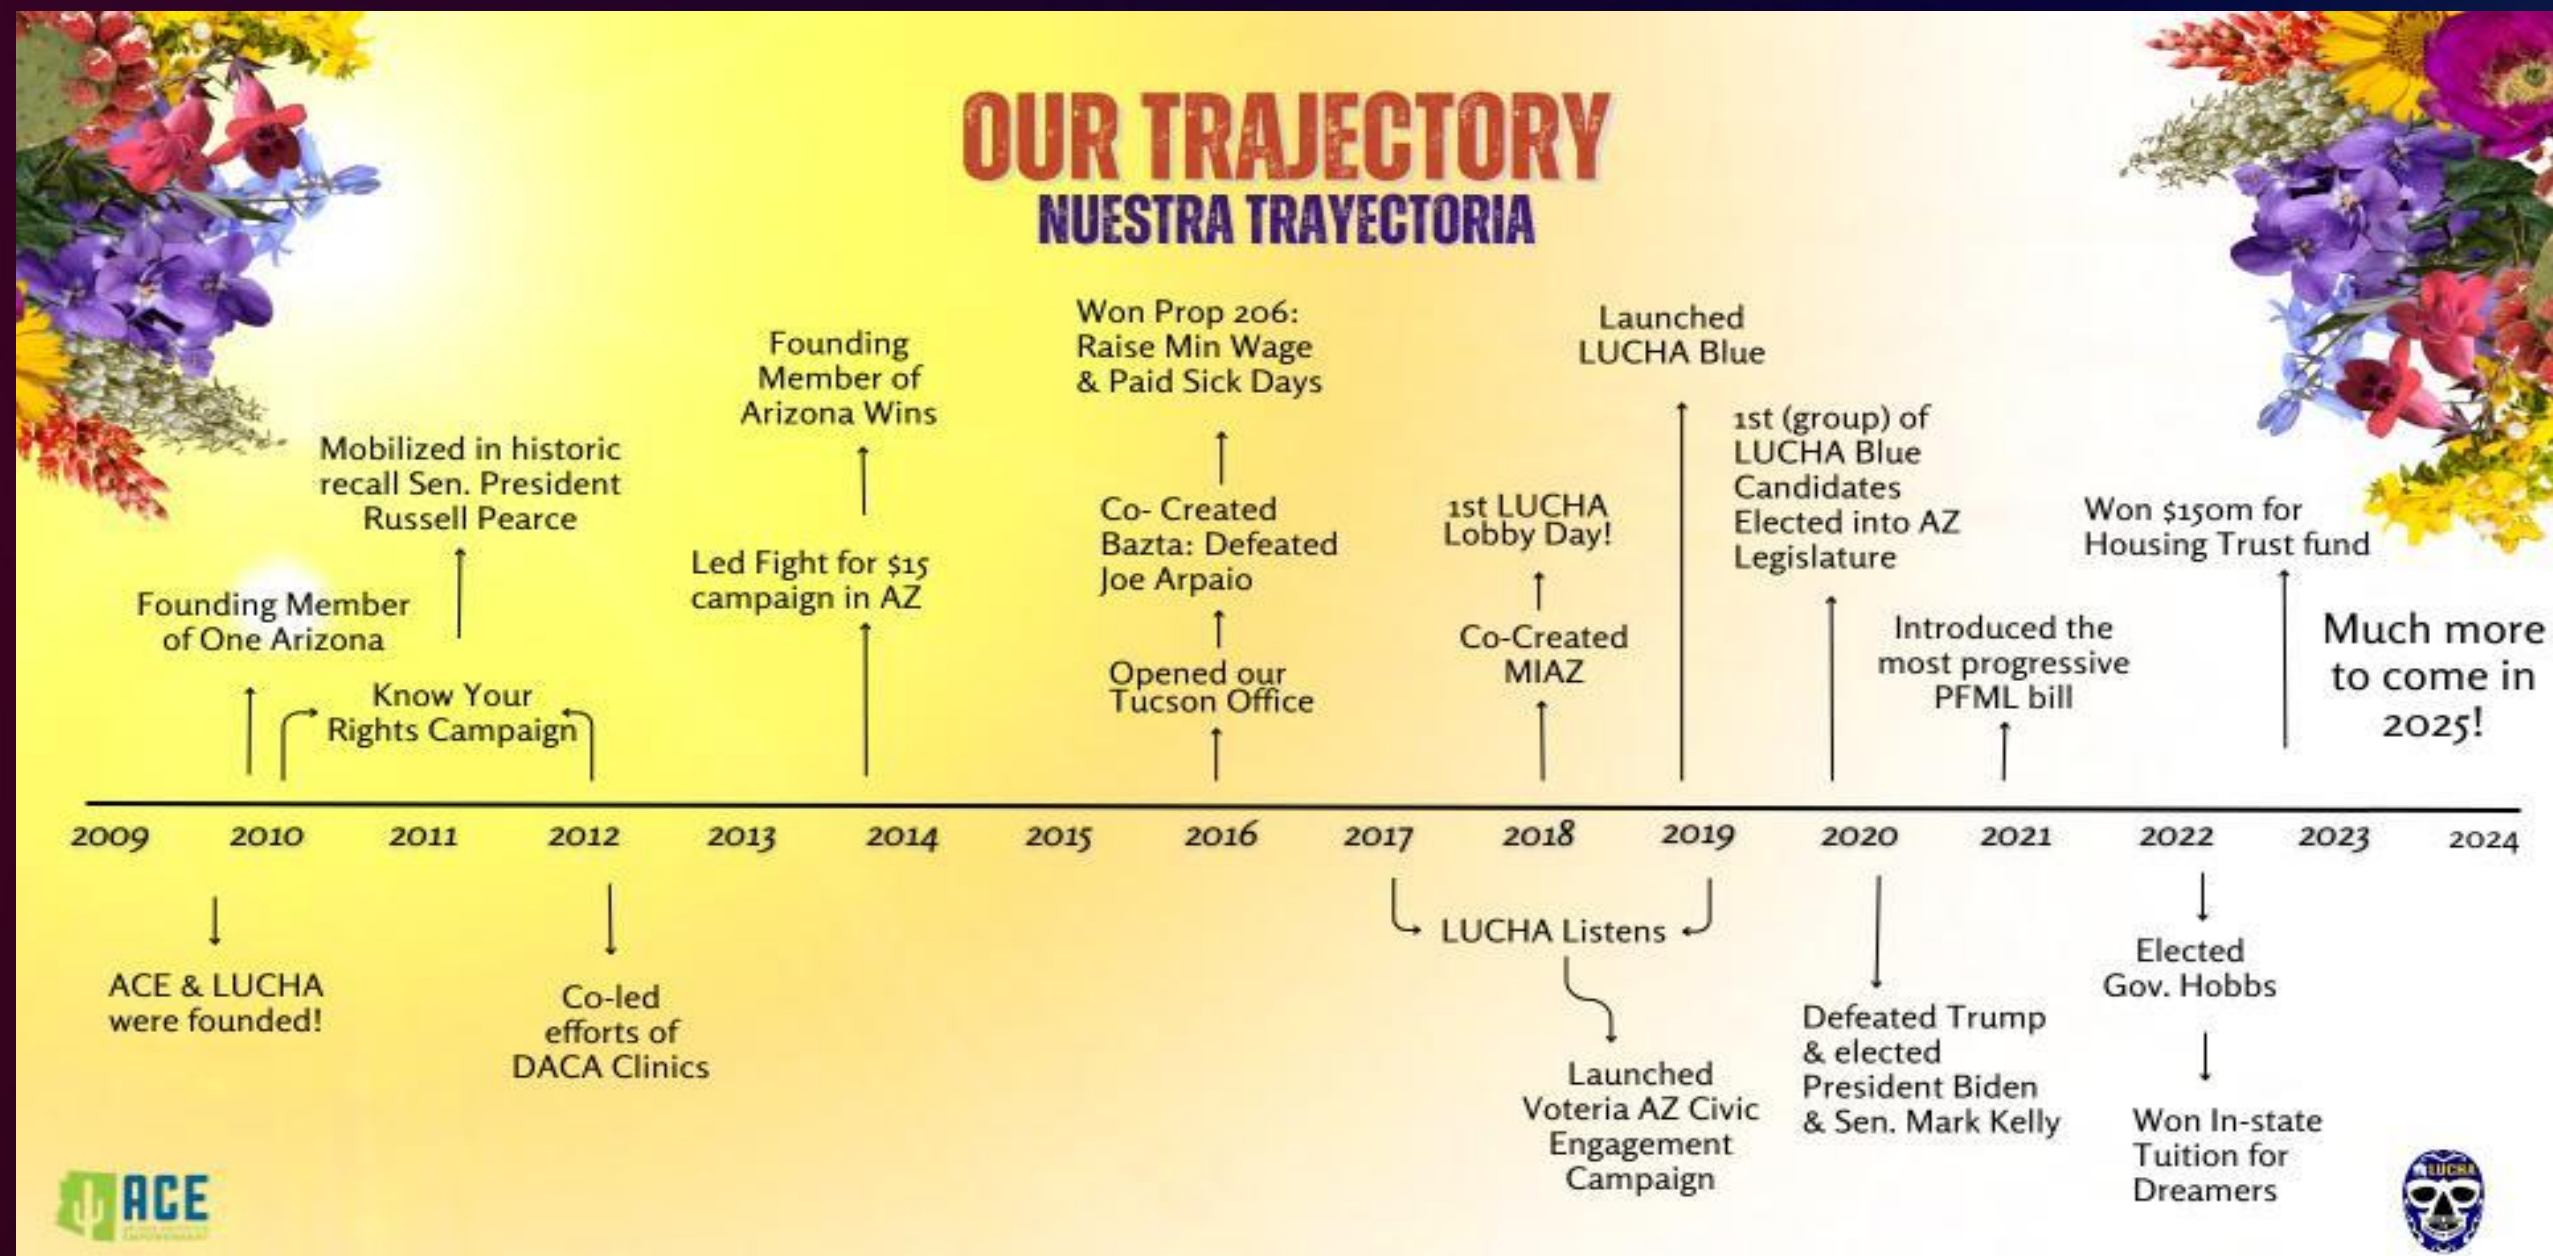 OUR TRAJECTORY
NUESTRA TRAYECTORIA
Founding Member
of One Arizona
Mobilized in historic
recall Sen. President
Russell Pearce
Know Your
Rights Campaign
Founding
Member of
Arizona Wins
Led Fight for $15
campaign in AZ
Won Prop 206:
Raise Min Wage
& Paid Sick Days
Co- Created
Bazta: Defeated
Joe Arpaio
Opened our
Tucson Office
1st LUCHA
Lobby Day!
Co-Created
MIAZ
Launched
LUCHA Blue
1st (group) of
LUCHA Blue
Candidates
Elected into AZ
Legislature
Introduced the
most progressive
PFML bill
Won $150m for
Housing Trust fund
Much more
to come in
2025!
2009 2010 2011 2012 2013 2014 2015 2016 2017 2018 2019 2020 2021 2022 2023 2024
ACE & LUCHA
were founded!
Co-led
efforts of
DACA Clinics
LUCHA Listens
Launched
Voteria AZ Civic
Engagement
Campaign
Defeated Trump
& elected
President Biden
& Sen. Mark Kelly
Elected
Gov. Hobbs
Won In-state
Tuition for
Dreamers
ACE
LUCHA